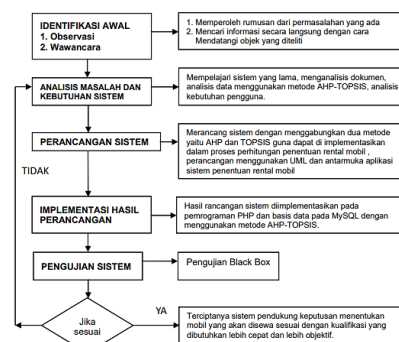 IDENTIFIKASI AWAL
1. Observasi
2. Wawancara
1. Memperoleh rumusan dari permasalahan yang ada
2. Mencari informasi secara langsung dengan cara
Mendatangi objek yang diteliti
ANALISIS MASALAH DAN
KEBUTUHAN SISTEM
Mempelajari sistem yang lama, menganalisis dokumen,
analisis data menggunakan metode AHP-TOPSIS, analisis
kebutuhan pengguna.
PERANCANGAN SISTEM
Merancang sistem dengan menggabungkan dua metode
yaitu AHP dan TOPSIS guna dapat di implementasikan
dalam proses perhitungan penentuan rental mobil ,
perancangan menggunakan UML dan antarmuka aplikasi
sistem penentuan rental mobil
TIDAK
IMPLEMENTASI HASIL
PERANCANGAN
Hasil rancangan sistem diimplementasikan pada
pemrograman PHP dan basis data pada MySQL dengan
menggunakan metode AHP-TOPSIS.
PENGUJIAN SISTEM
Pengujian Black Box
Jika
sesuai
YA
Terciptanya sistem pendukung keputusan menentukan
mobil yang akan disewa sesuai dengan kualifikasi yang
dibutuhkan lebih cepat dan lebih objektif.